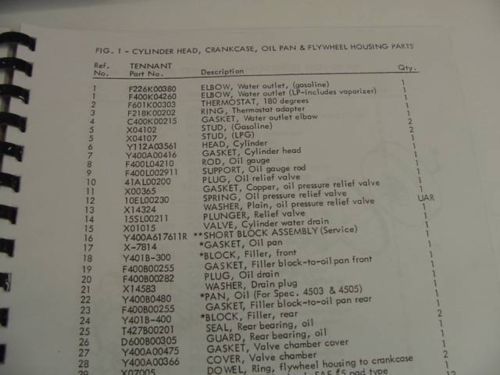 FIG. 1 - CYLINDER HEAD, CRANKCASE, OIL PAN & FLYWHEEL HOUSING PARTS
Ref. No. TENNANT Part No. Description Qty.
1 F226K00380 ELBOW, Water outlet, (gasoline) 1
1 F400K04260 ELBOW, Water outlet (LP-includes vaporizer) 1
2 F601K00303 THERMOSTAT, 180 degrees 1
3 F218K00202 RING, Thermostat adapter 1
4 C400K00215 GASKET, Water outlet elbow 1
5 X04102 STUD, (Gasoline) 2
5 X04107 STUD, (LPG) 2
6 Y112A03561 HEAD, Cylinder 1
7 Y400A00416 GASKET, Cylinder head 1
8 F400L04210 ROD, Oil gauge 1
9 F400L002911 SUPPORT, Oil gauge rod 1
10 41AL00200 PLUG, Oil relief valve 1
11 X00365 GASKET, Copper, oil pressure relief valve 1
12 10EL00230 SPRING, Oil pressure relief valve 1
13 X14324 WASHER, Plain, oil pressure relief valve UAR
14 15SL00211 PLUNGER, Relief valve 1
15 X01015 VALVE, Cylinder water drain 1
16 Y400A617611R **SHORT BLOCK ASSEMBLY (Service) 1
17 X-7814 *GASKET, Oil pan 1
18 Y401B-300 *BLOCK, Filler, front 1
19 F400B00255 GASKET, Filler block-to-oil pan front
20 F400B00282 PLUG, Oil drain 1
21 X14583 WASHER, Drain plug 1
22 Y400B0480 *PAN, Oil (For Spec. 4503 & 4505) 1
23 F400B00255 GASKET, Filler block-to-oil pan rear
24 Y401B-400 *BLOCK, Filler, rear
25 T427B00201 SEAL, Rear bearing, oil
26 D600B00305 GUARD, Rear bearing, oil
27 Y400A00475 GASKET, Valve chamber cover
28 Y400A00366 COVER, Valve chamber
29 X07005 DOWEL, Ring, flywheel housing to crankcase